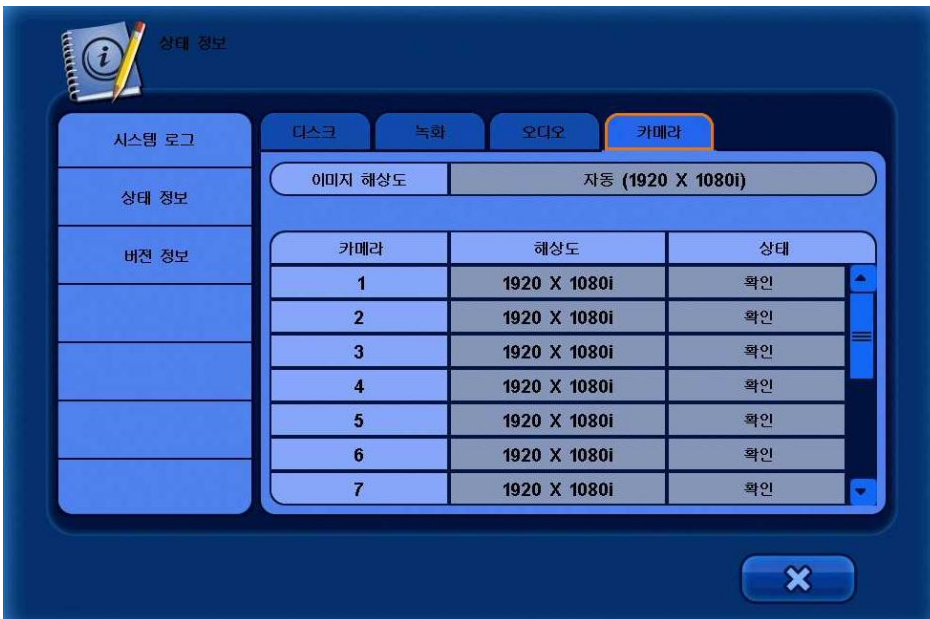 상태 정보
시스템 로그
상태 정보
버젼 정보
디스크 녹화 오디오 카메라
이미지 해상도 자동 (1920 X 1080i)
카메라 해상도 상태
1 1920 X 1080i 확인
2 1920 X 1080i 확인
3 1920 X 1080i 확인
4 1920 X 1080i 확인
5 1920 X 1080i 확인
6 1920 X 1080i 확인
7 1920 X 1080i 확인